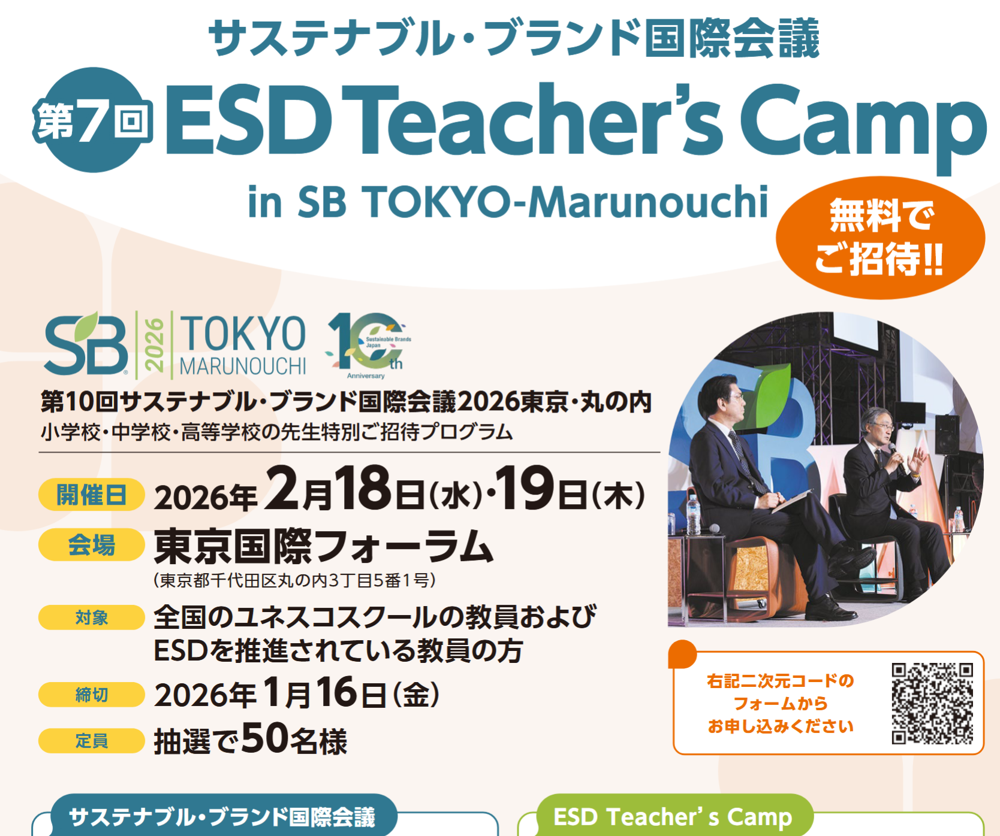 サステナブル・ブランド国際会議
第7回 ESD Teacher's Camp
in SB TOKYO-Marunouchi
無料で
ご招待!!
SB® 2026 TOKYO MARUNOUCHI
10th Sustainable Brands Japan Anniversary
第10回サステナブル・ブランド国際会議2026東京・丸の内
小学校・中学校・高等学校の先生特別ご招待プログラム
開催日 2026年2月18日(水)・19日(木)
会場 東京国際フォーラム
(東京都千代田区丸の内3丁目5番1号)
対象 全国のユネスコスクールの教員および
ESDを推進されている教員の方
締切 2026年1月16日(金)
定員 抽選で50名様
SB
右記二次元コードの
フォームから
お申し込みください
サステナブル・ブランド国際会議
ESD Teacher's Camp